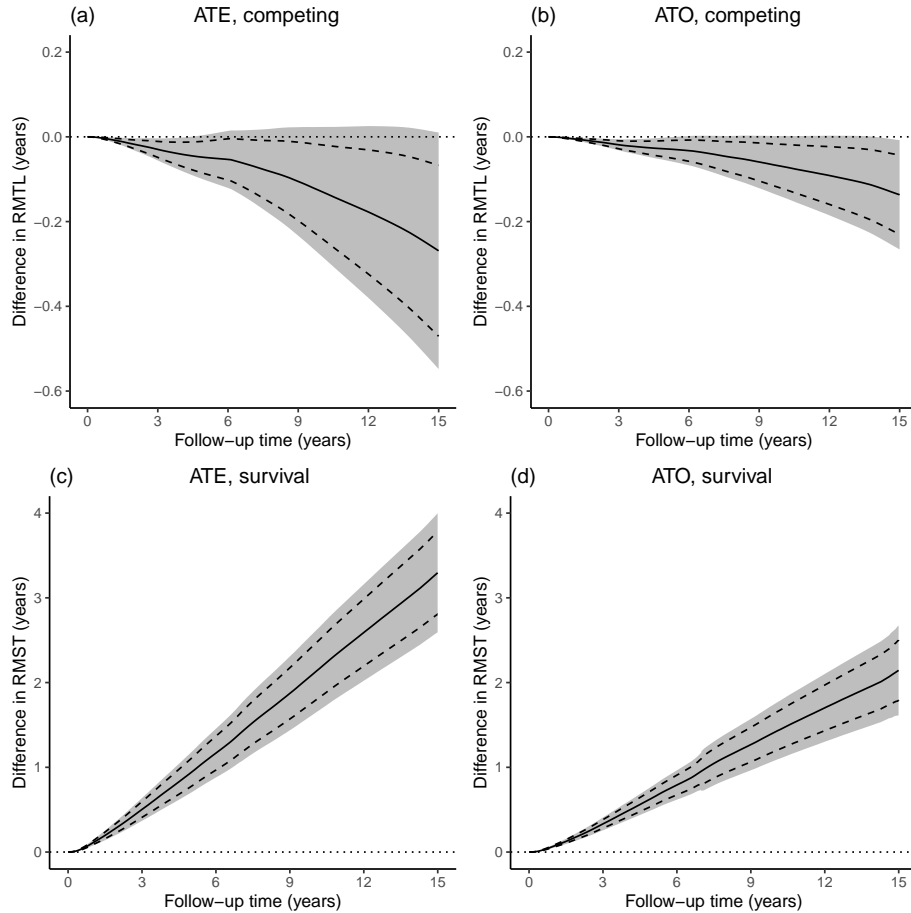 (a) ATE, competing
0.2
0.0
−0.2
−0.4
−0.6
Difference in RMTL (years)
0 3 6 9 12 15
Follow−up time (years)
(b) ATO, competing
0.2
0.0
−0.2
−0.4
−0.6
Difference in RMTL (years)
0 3 6 9 12 15
Follow−up time (years)
(c) ATE, survival
4
3
2
1
0
Difference in RMST (years)
0 3 6 9 12 15
Follow−up time (years)
(d) ATO, survival
4
3
2
1
0
Difference in RMST (years)
0 3 6 9 12 15
Follow−up time (years)